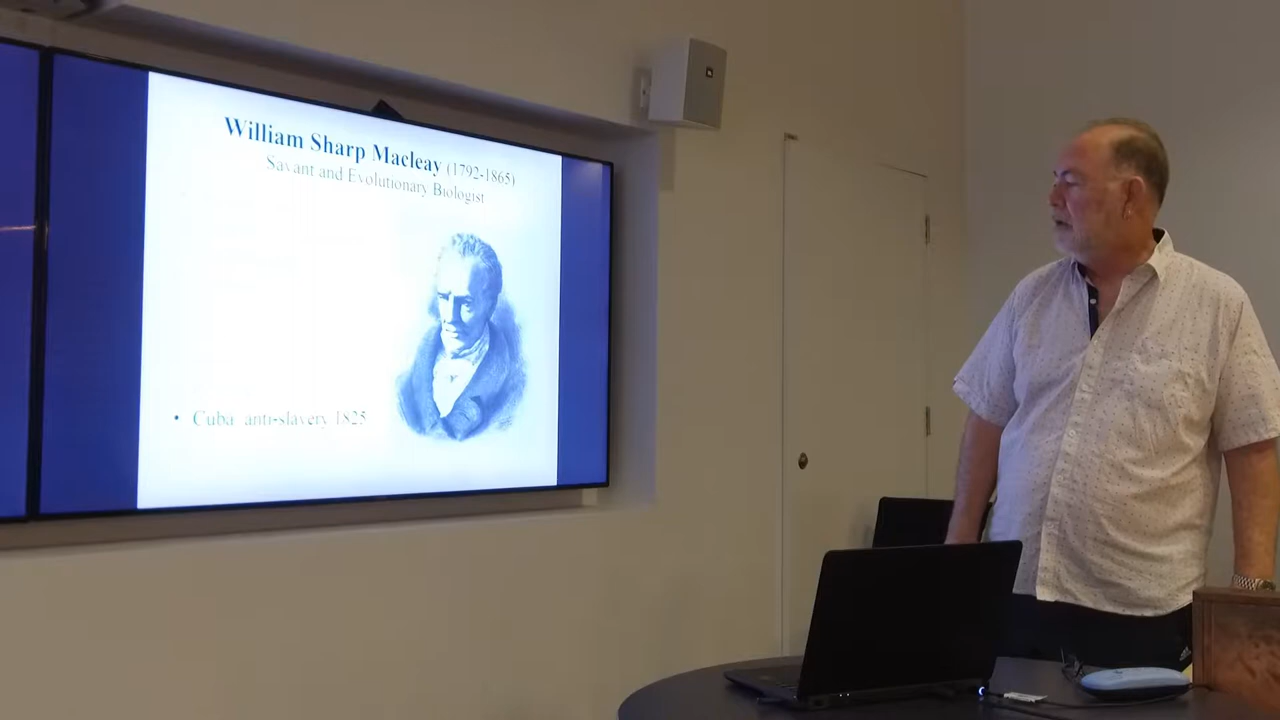 William Sharp Macleay (1792-1865)
Savant and Evolutionary Biologist
• Cuba anti-slavery 1825